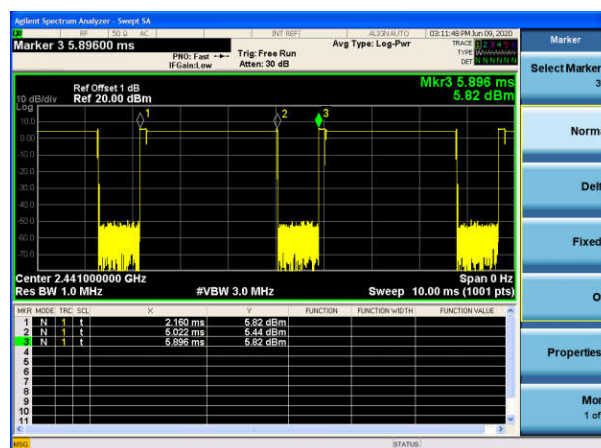 Agilent Spectrum Analyzer - Swept SA
RF 50 Ω AC INT REF ALIGN AUTO 03:11:48 PM Jun 09, 2020
Marker 3 5.89600 ms
PNO: Fast
IFGain:Low
Trig: Free Run
Atten: 30 dB
Avg Type: Log-Pwr
TRACE 1 2 3 4 5 6
TYPE
DET N N N N N N
Marker
Select Marker
3
Norma
Delt
Fixed
O
Properties
Mor
1 of
Mkr3 5.896 ms
5.82 dBm
Ref Offset 1 dB
10 dB/div Ref 20.00 dBm
Log
1 2 3
10.0
0.00
-10.0
-20.0
-30.0
-40.0
-50.0
-60.0
-70.0
Center 2.441000000 GHz Span 0 Hz
Res BW 1.0 MHz #VBW 3.0 MHz Sweep 10.00 ms (1001 pts)
MKR MODE TRC SCL X Y FUNCTION FUNCTION WIDTH FUNCTION VALUE
1 N 1 t 2.160 ms 5.82 dBm
2 N 1 t 5.022 ms 5.44 dBm
3 N 1 t 5.896 ms 5.82 dBm
4
5
6
7
8
9
10
11
MSG STATUS